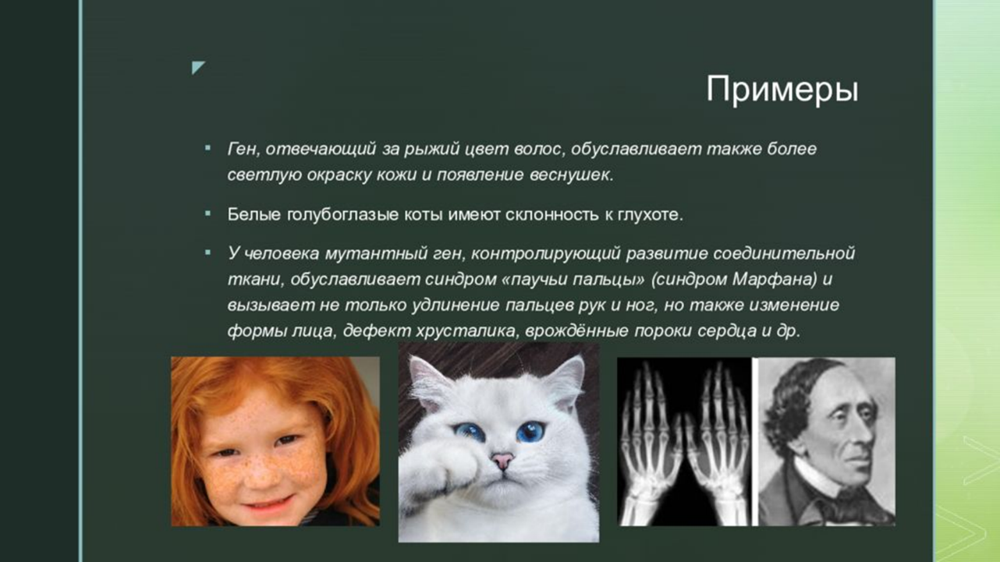 Примеры
Ген, отвечающий за рыжий цвет волос, обуславливает также более
светлую окраску кожи и появление веснушек.
Белые голубоглазые коты имеют склонность к глухоте.
У человека мутантный ген, контролирующий развитие соединительной
ткани, обуславливает синдром «паучьи пальцы» (синдром Марфана) и
вызывает не только удлинение пальцев рук и ног, но также изменение
формы лица, дефект хрусталика, врождённые пороки сердца и др.